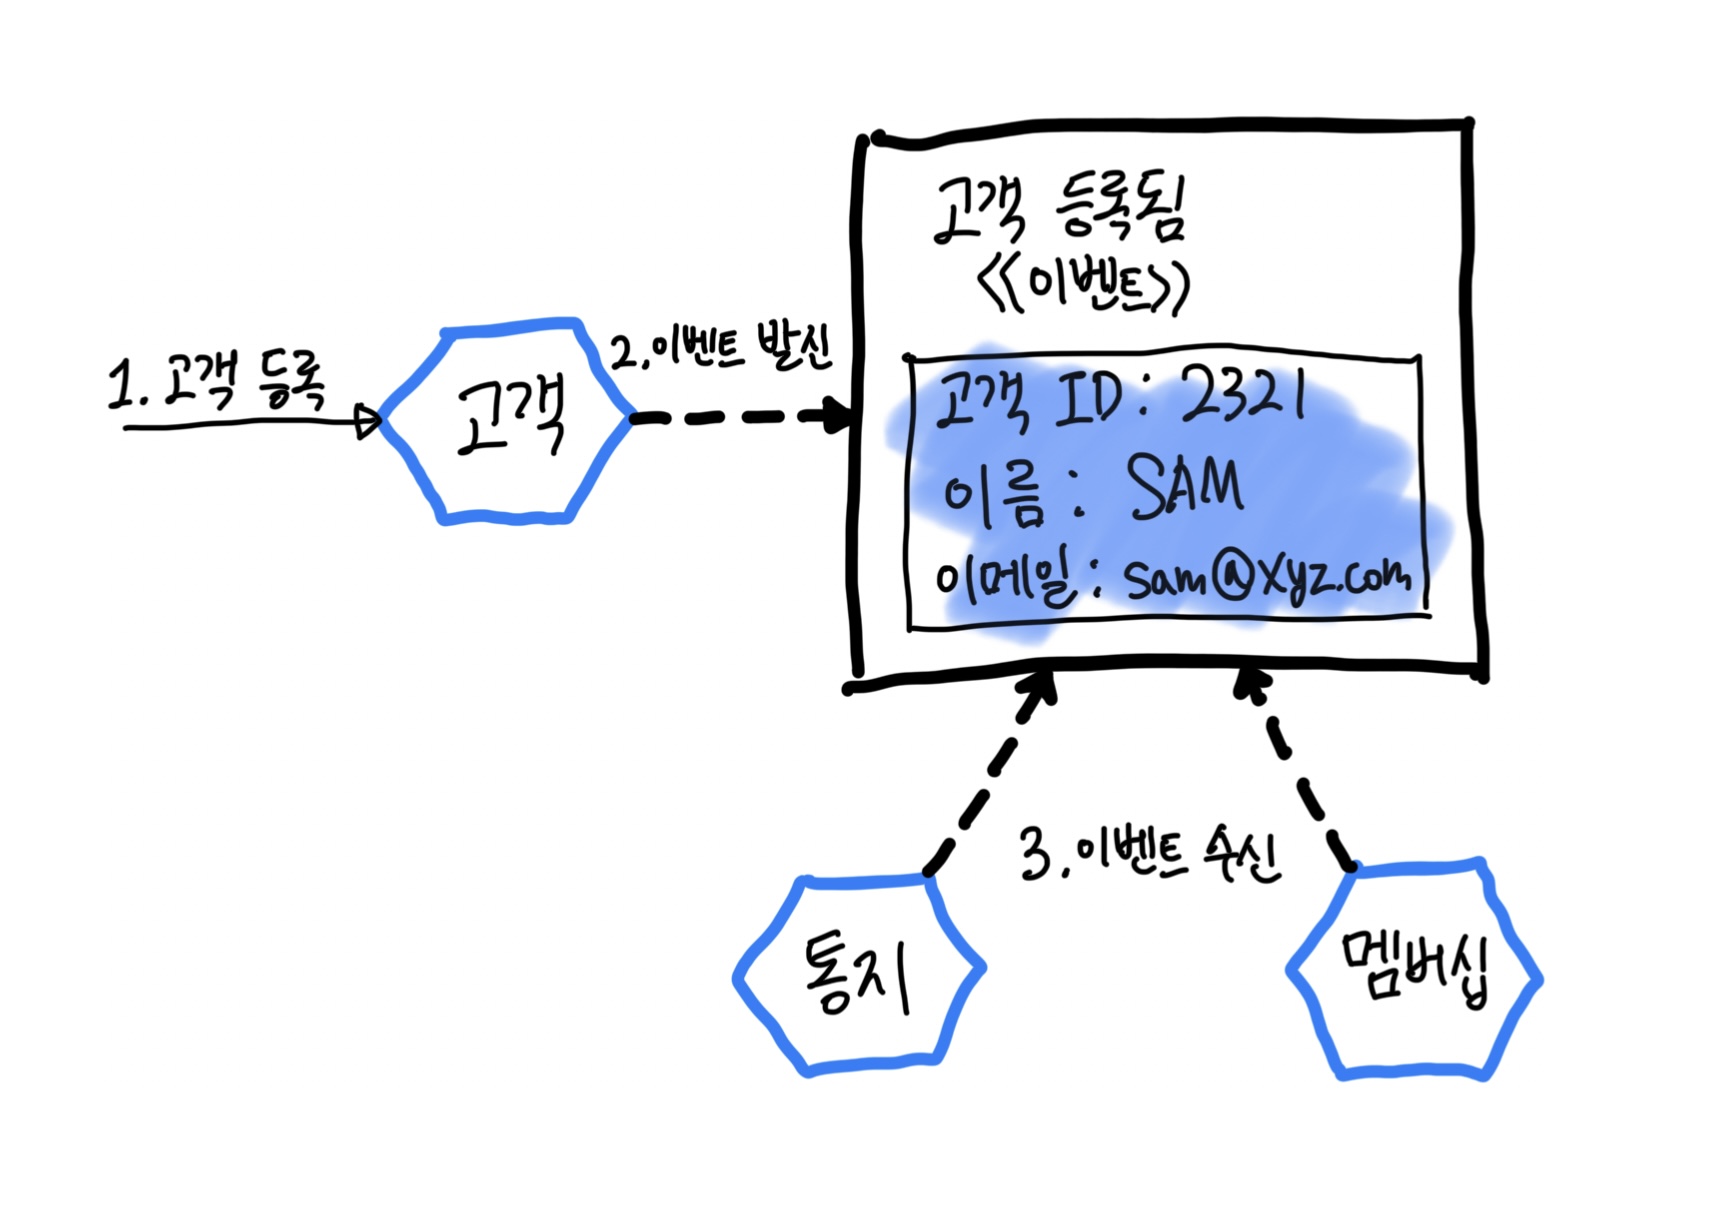 1. 고객 등록
고객
2. 이벤트 발신
고객 등록됨
<<이벤트>>
고객 ID : 2321
이름 : SAM
이메일 : sam@xyz.com
3. 이벤트 수신
통지
멤버십